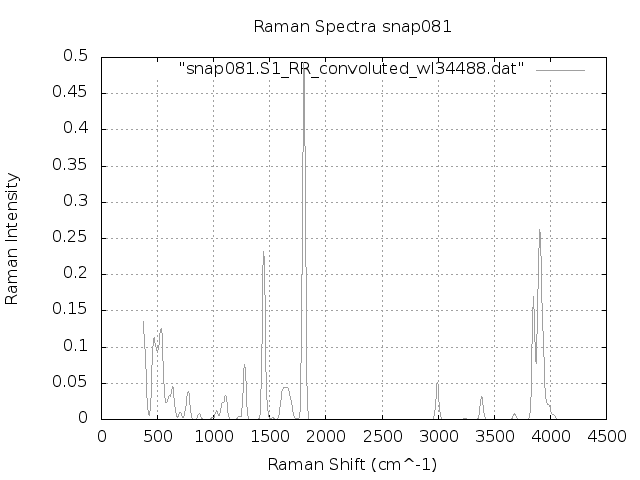 Raman Spectra snap081
"snap081.S1_RR_convoluted_wl34488.dat"
0.5
0.45
0.4
0.35
0.3
0.25
0.2
0.15
0.1
0.05
0
Raman Intensity
0 500 1000 1500 2000 2500 3000 3500 4000 4500
Raman Shift (cm^-1)